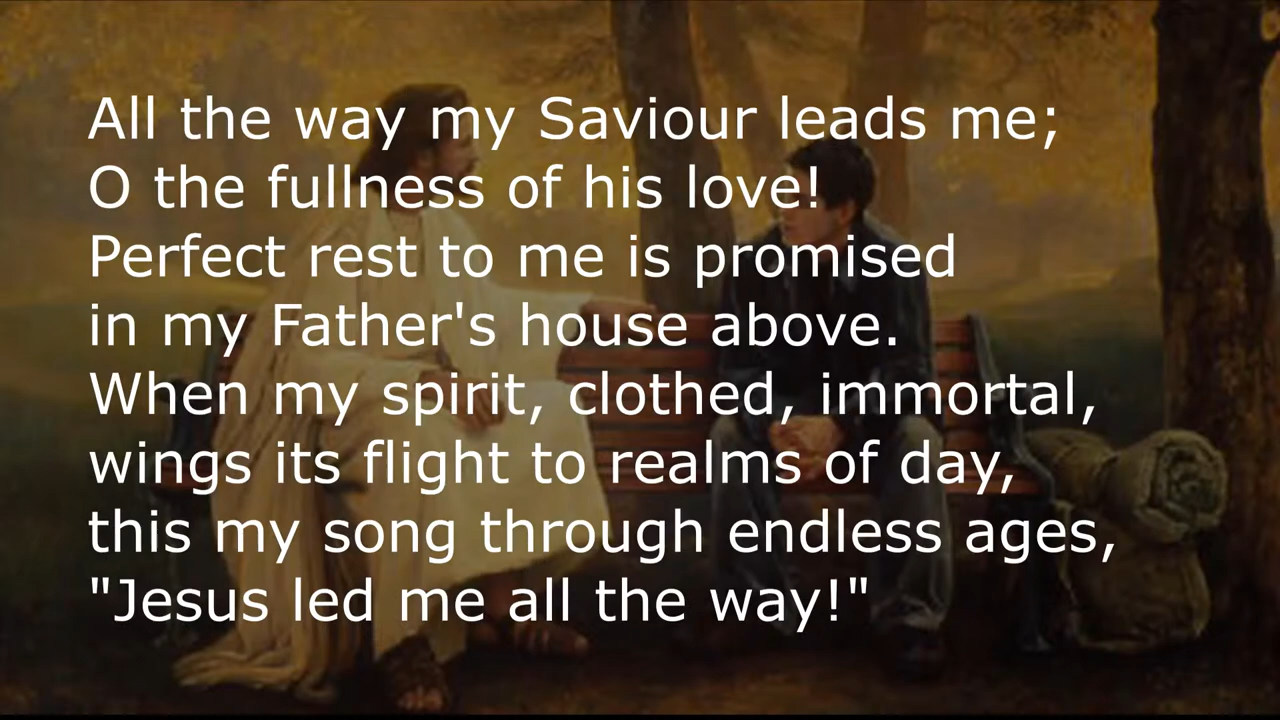 All the way my Saviour leads me;
O the fullness of his love!
Perfect rest to me is promised
in my Father's house above.
When my spirit, clothed, immortal,
wings its flight to realms of day,
this my song through endless ages,
"Jesus led me all the way!"